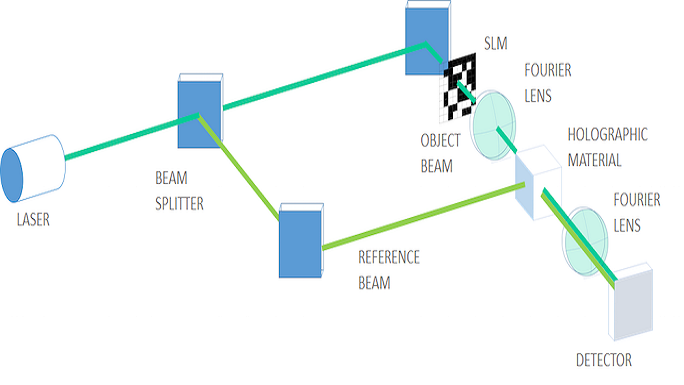 SLM
FOURIER
LENS
OBJECT
BEAM
HOLOGRAPHIC
MATERIAL
BEAM
SPLITTER
LASER
FOURIER
LENS
REFERENCE
BEAM
DETECTOR